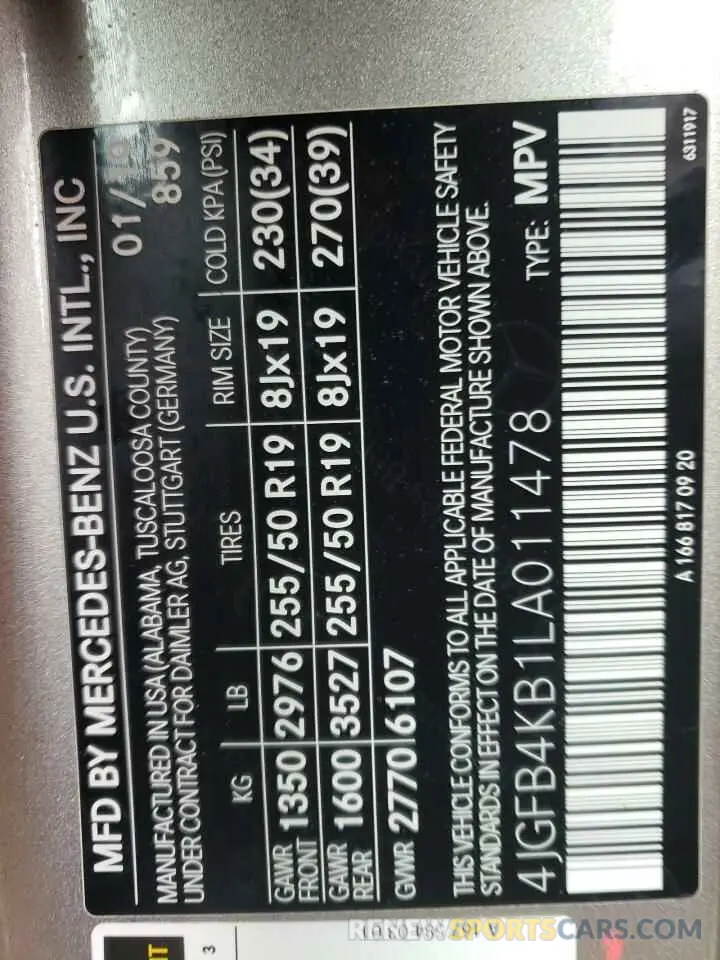 MFD BY MERCEDES-BENZ U.S. INTL., INC
01/
MANUFACTURED IN USA (ALABAMA, TUSCALOOSA COUNTY)
UNDER CONTRACT FOR DAIMLER AG, STUTTGART (GERMANY) 859
KG LB TIRES RIM SIZE COLD KPA (PSI)
GAWR FRONT 1350 2976 255/50 R19 8Jx19 230(34)
GAWR REAR 1600 3527 255/50 R19 8Jx19 270(39)
GVWR 2770 6107
THIS VEHICLE CONFORMS TO ALL APPLICABLE FEDERAL MOTOR VEHICLE SAFETY
STANDARDS IN EFFECT ON THE DATE OF MANUFACTURE SHOWN ABOVE.
4JGFB4KB1LA011478 TYPE: MPV
A 166 817 09 20
6311917
3
RENEWSPORTSCARS.COM